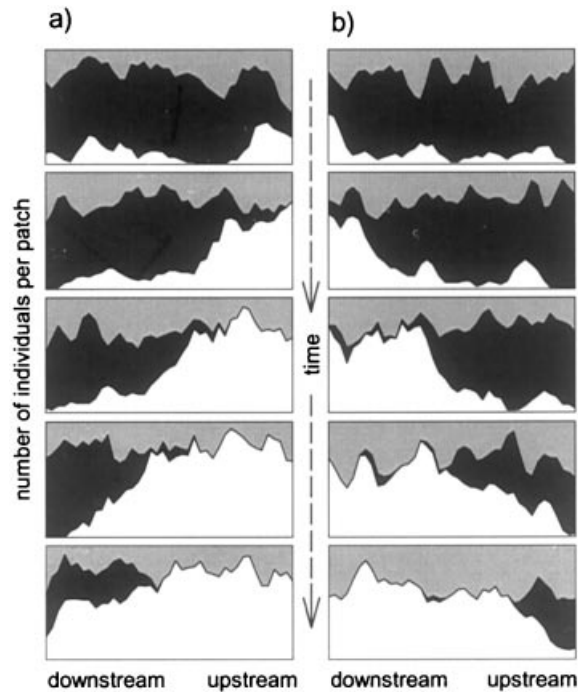 a)
b)
number of individuals per patch
time
downstream upstream
downstream upstream